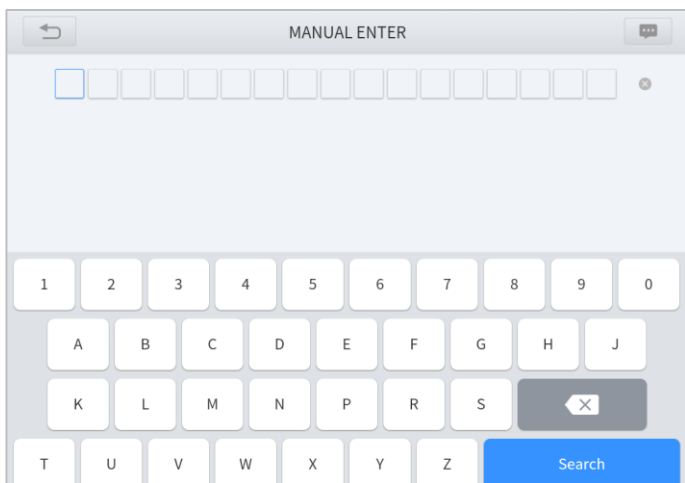 MANUAL ENTER
1 2 3 4 5 6 7 8 9 0
A B C D E F G H J
K L M N P R S
T U V W X Y Z Search